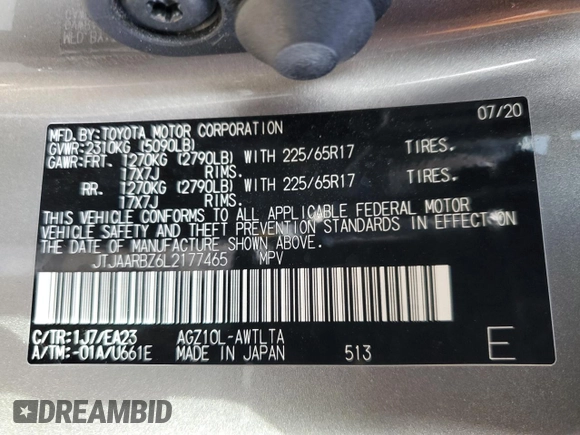 07/20
MFD. BY: TOYOTA MOTOR CORPORATION
GVWR: 2310KG (5090LB)
GAWR: FRT. 1270KG (2790LB) WITH 225/65R17 TIRES.
17X7J RIMS.
RR. 1270KG (2790LB) WITH 225/65R17 TIRES.
17X7J RIMS.
THIS VEHICLE CONFORMS TO ALL APPLICABLE FEDERAL MOTOR
VEHICLE SAFETY AND THEFT PREVENTION STANDARDS IN EFFECT ON
THE DATE OF MANUFACTURE SHOWN ABOVE.
JTJAARBZ6L2177465 MPV
C/TR: 1J7/EA23 AGZ10L-AWTLTA
A/TM: -01A/U661E MADE IN JAPAN 513 E
DREAMBID